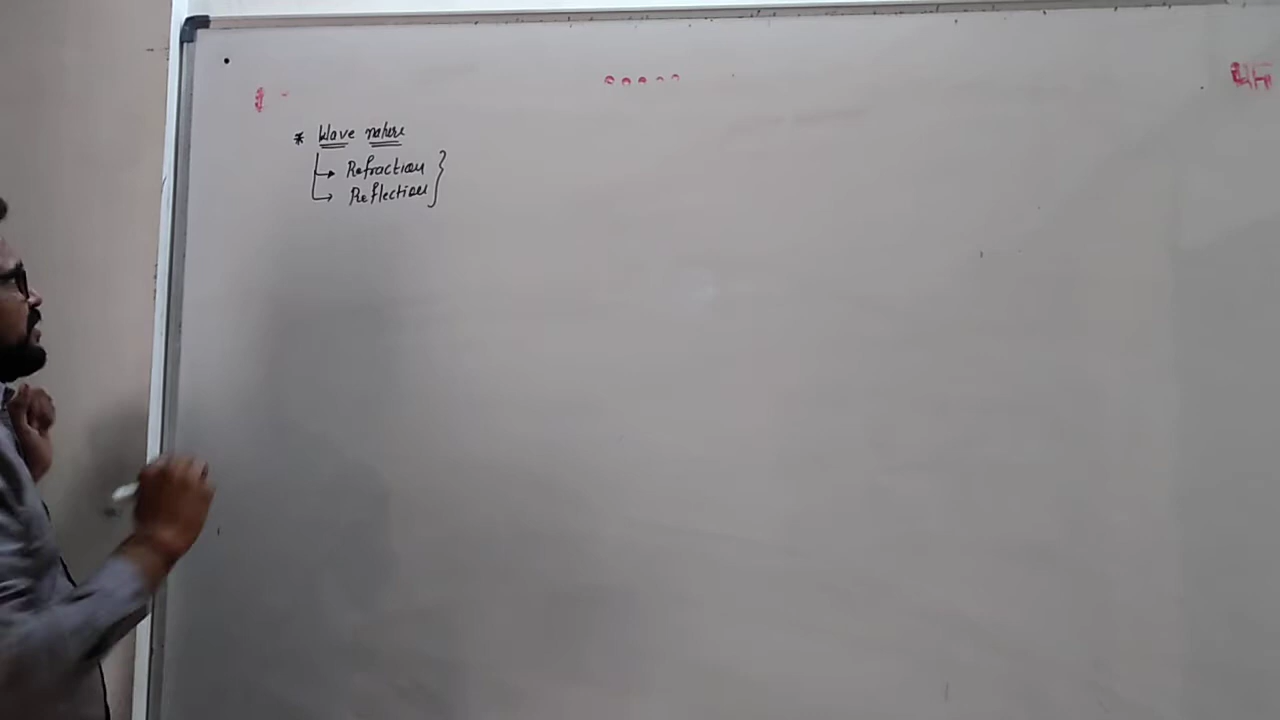 * Wave nature
→ Refraction }
→ Reflection